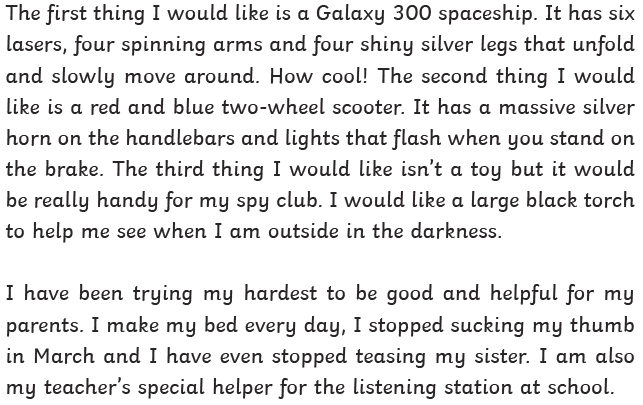 The first thing I would like is a Galaxy 300 spaceship. It has six
lasers, four spinning arms and four shiny silver legs that unfold
and slowly move around. How cool! The second thing I would
like is a red and blue two-wheel scooter. It has a massive silver
horn on the handlebars and lights that flash when you stand on
the brake. The third thing I would like isn’t a toy but it would
be really handy for my spy club. I would like a large black torch
to help me see when I am outside in the darkness.
I have been trying my hardest to be good and helpful for my
parents. I make my bed every day, I stopped sucking my thumb
in March and I have even stopped teasing my sister. I am also
my teacher’s special helper for the listening station at school.